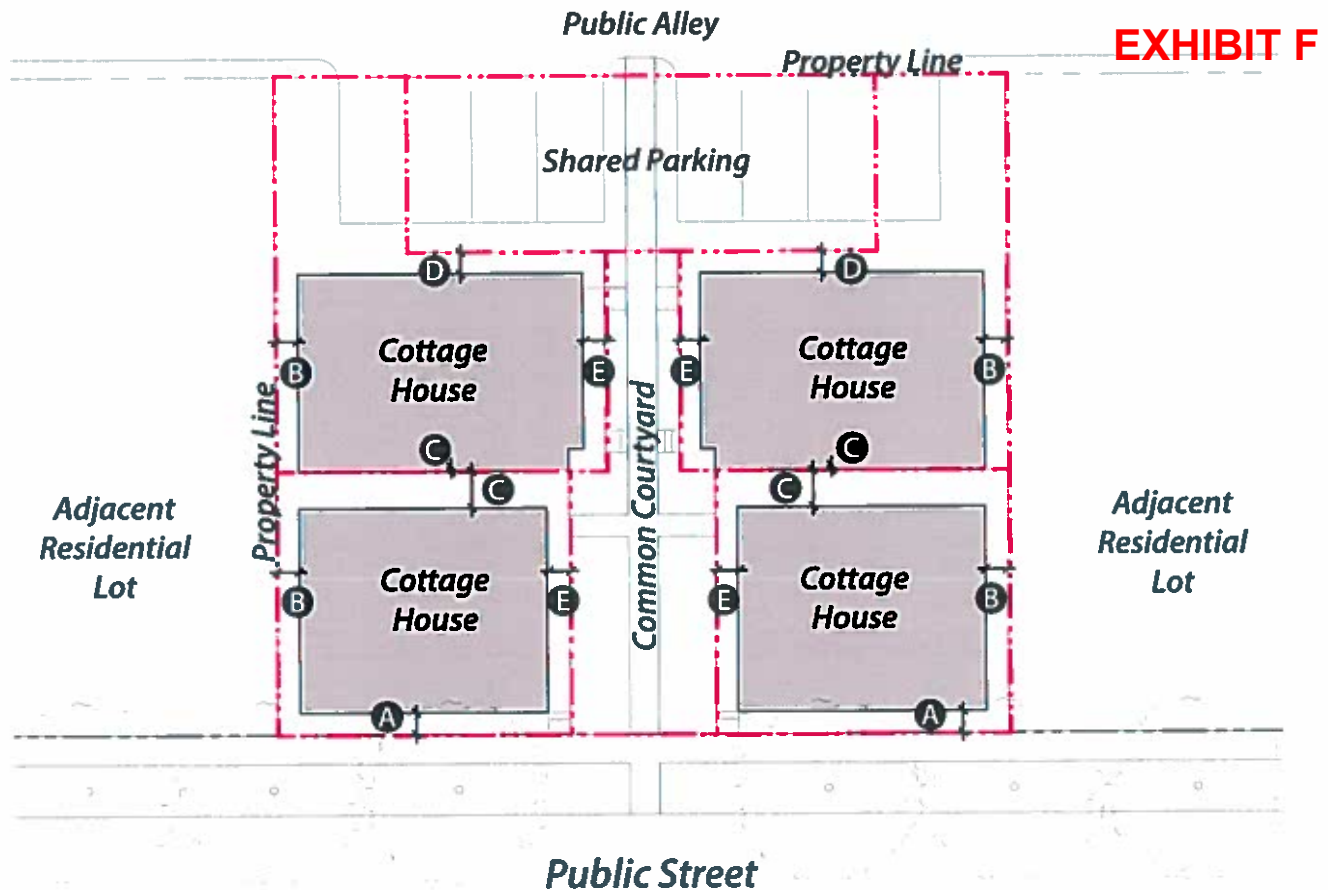 Public Alley
EXHIBIT F
Property Line
Shared Parking
D
D
Cottage
House
Cottage
House
B
E
E
B
Property Line
Common Courtyard
C
C
C
C
Adjacent
Residential
Lot
Adjacent
Residential
Lot
Cottage
House
Cottage
House
B
E
E
B
A
A
Public Street